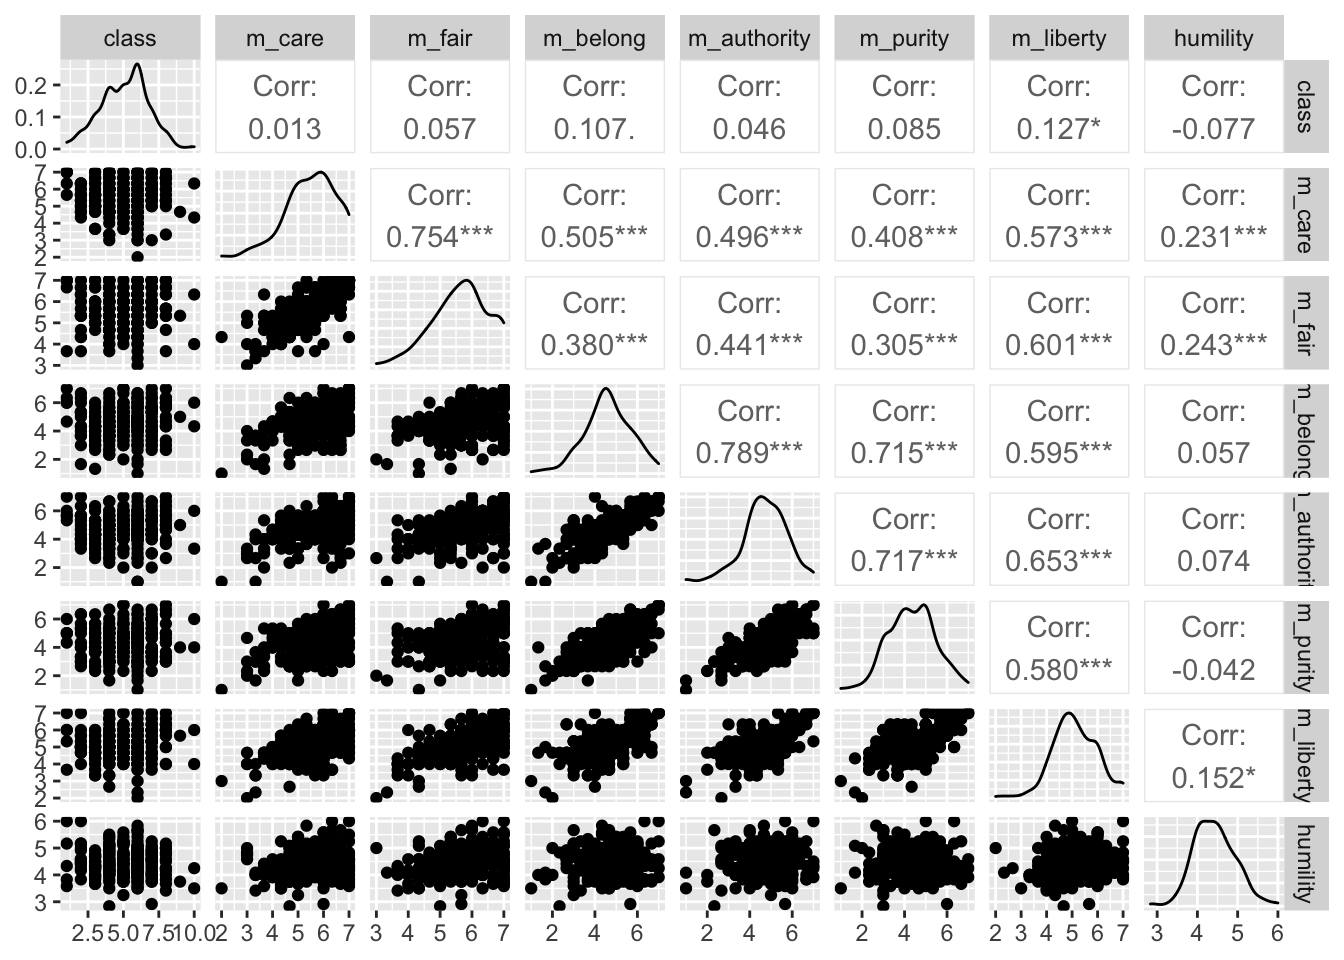 class m_care m_fair m_belong m_authority m_purity m_liberty humility
0.2
0.1
0.0
Corr: Corr: Corr: Corr: Corr: Corr: Corr:
0.013 0.057 0.107. 0.046 0.085 0.127* -0.077
class
7
6
5
4
3
2
Corr: Corr: Corr: Corr: Corr: Corr:
0.754*** 0.505*** 0.496*** 0.408*** 0.573*** 0.231***
m_care
7
6
5
4
3
Corr: Corr: Corr: Corr: Corr:
0.380*** 0.441*** 0.305*** 0.601*** 0.243***
m_fair
6
4
2
Corr: Corr: Corr: Corr:
0.789*** 0.715*** 0.595*** 0.057
m_belong
6
4
2
Corr: Corr: Corr:
0.717*** 0.653*** 0.074
_authorit
6
4
2
Corr: Corr:
0.580*** -0.042
m_purity
7
6
5
4
3
2
Corr:
0.152*
m_liberty
6
5
4
3
humility
2.5 5.0 7.5 10.0 2 3 4 5 6 7 3 4 5 6 7 2 4 6 2 4 6 2 4 6 2 3 4 5 6 7 3 4 5 6